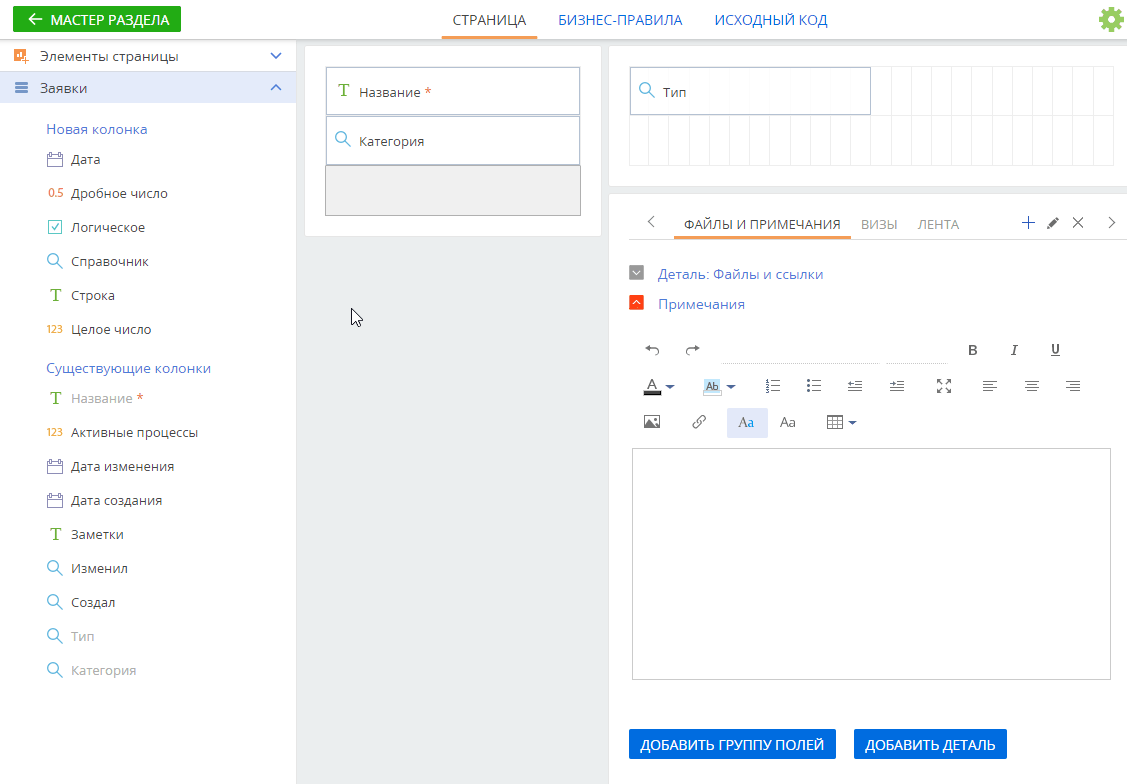 МАСТЕР РАЗДЕЛА
СТРАНИЦА БИЗНЕС-ПРАВИЛА ИСХОДНЫЙ КОД
Элементы страницы
Заявки
Новая колонка
Дата
0.5 Дробное число
Логическое
Справочник
T Строка
123 Целое число
Существующие колонки
T Название *
123 Активные процессы
Дата изменения
Дата создания
T Заметки
Изменил
Создал
Тип
Категория
T Название *
Категория
Тип
ФАЙЛЫ И ПРИМЕЧАНИЯ ВИЗЫ ЛЕНТА
Деталь: Файлы и ссылки
Примечания
B I U
A Ab
Aa Aa
ДОБАВИТЬ ГРУППУ ПОЛЕЙ ДОБАВИТЬ ДЕТАЛЬ